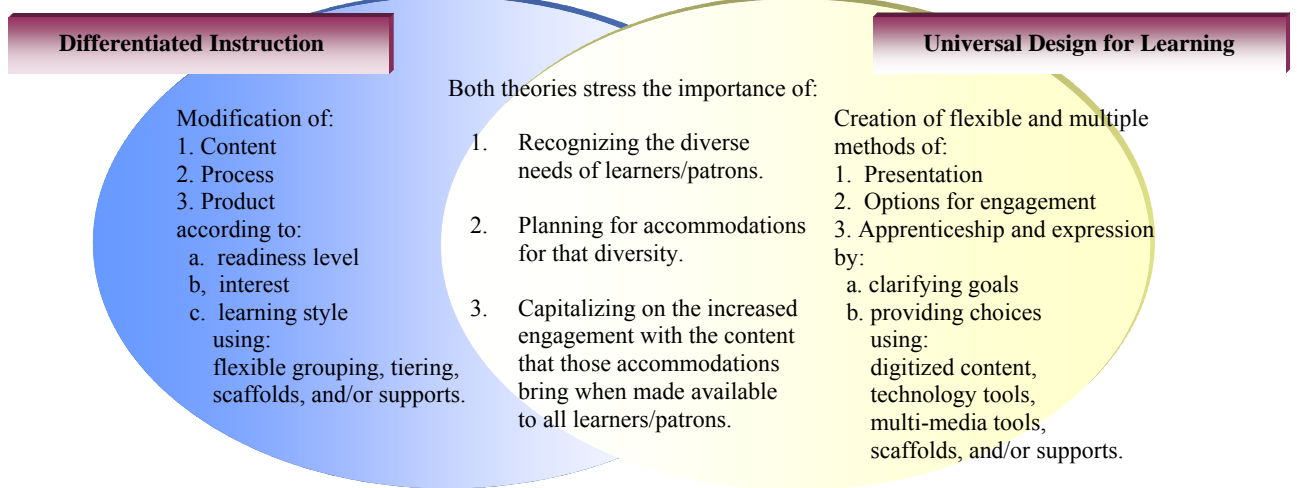 Differentiated Instruction
Universal Design for Learning
Modification of:
1. Content
2. Process
3. Product
according to:
a. readiness level
b, interest
c. learning style
using:
flexible grouping, tiering,
scaffolds, and/or supports.
Both theories stress the importance of:
1. Recognizing the diverse
needs of learners/patrons.
2. Planning for accommodations
for that diversity.
3. Capitalizing on the increased
engagement with the content
that those accommodations
bring when made available
to all learners/patrons.
Creation of flexible and multiple
methods of:
1. Presentation
2. Options for engagement
3. Apprenticeship and expression
by:
a. clarifying goals
b. providing choices
using:
digitized content,
technology tools,
multi-media tools,
scaffolds, and/or supports.